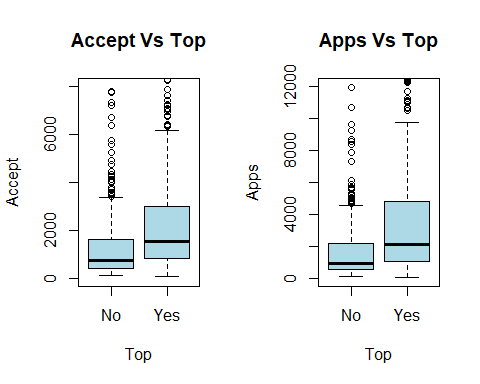 Accept Vs Top
Accept
0
2000
6000
No
Yes
Top
Apps Vs Top
Apps
0
4000
8000
12000
No
Yes
Top